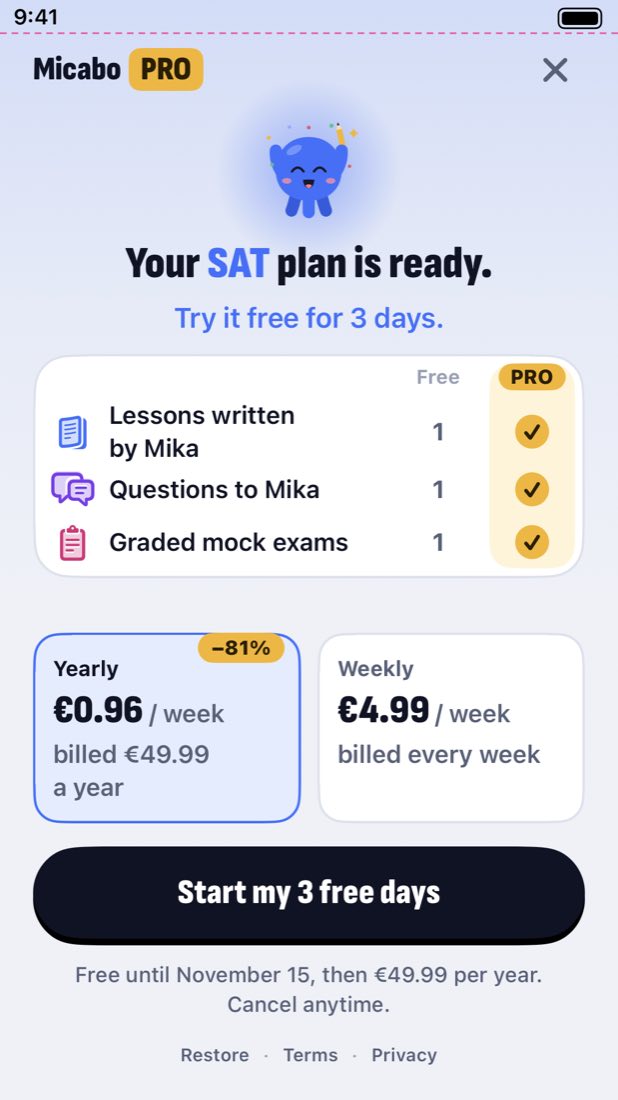 9:41
Micabo PRO
Your SAT plan is ready.
Try it free for 3 days.
Free PRO
Lessons written
by Mika
1
Questions to Mika 1
Graded mock exams 1
−81%
Yearly
€0.96 / week
billed €49.99
a year
Weekly
€4.99 / week
billed every week
Start my 3 free days
Free until November 15, then €49.99 per year.
Cancel anytime.
Restore · Terms · Privacy